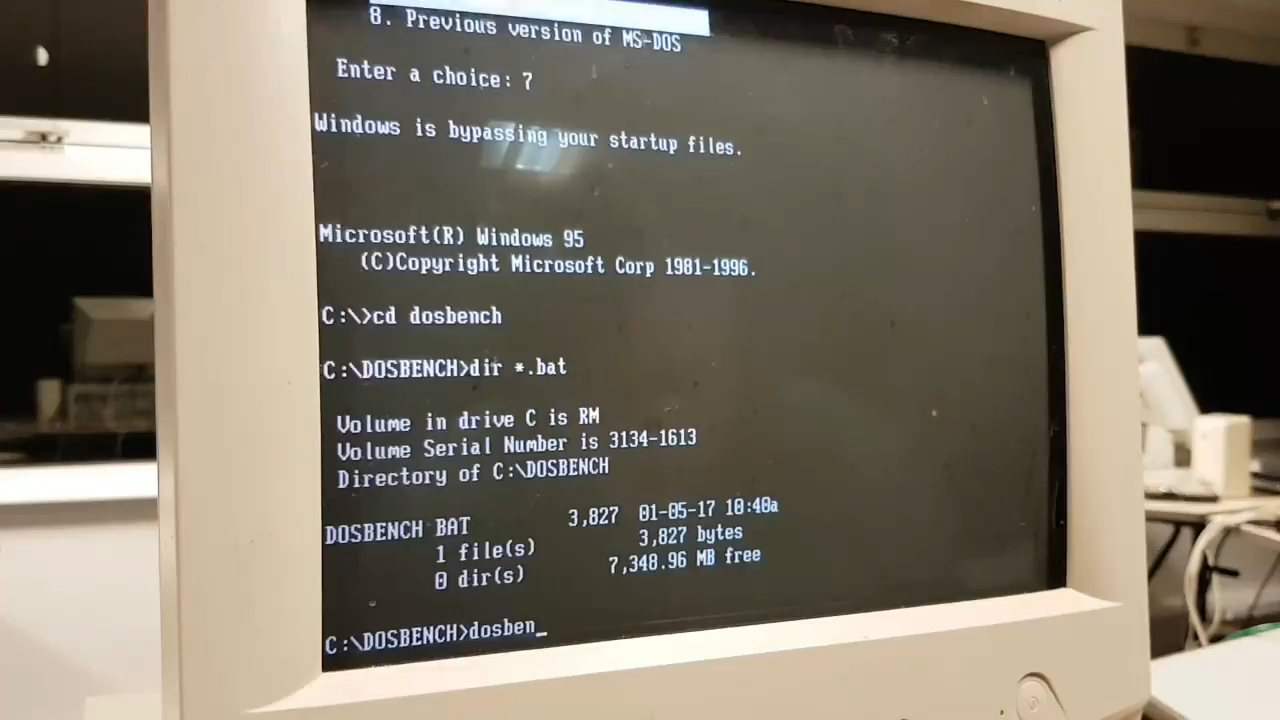 8. Previous version of MS-DOS
Enter a choice: 7
Windows is bypassing your startup files.
Microsoft(R) Windows 95
(C)Copyright Microsoft Corp 1981-1996.
C:\>cd dosbench
C:\DOSBENCH>dir *.bat
Volume in drive C is RM
Volume Serial Number is 3134-1613
Directory of C:\DOSBENCH
DOSBENCH BAT 3,827 01-05-17 10:40a
1 file(s) 3,827 bytes
0 dir(s) 7,348.96 MB free
C:\DOSBENCH>dosben_